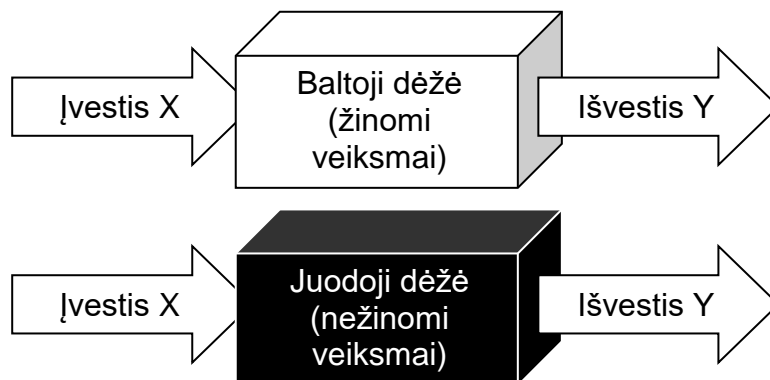 Įvestis X
Baltoji dėžė
(žinomi
veiksmai)
Išvestis Y
Įvestis X
Juodoji dėžė
(nežinomi
veiksmai)
Išvestis Y